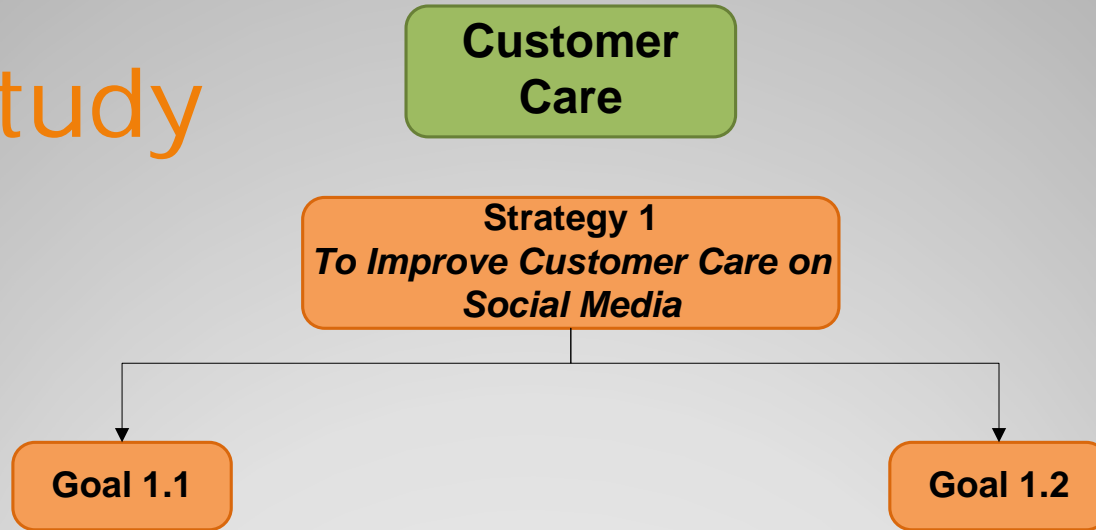 tudy
Customer
Care
Strategy 1
To Improve Customer Care on
Social Media
Goal 1.1
Goal 1.2